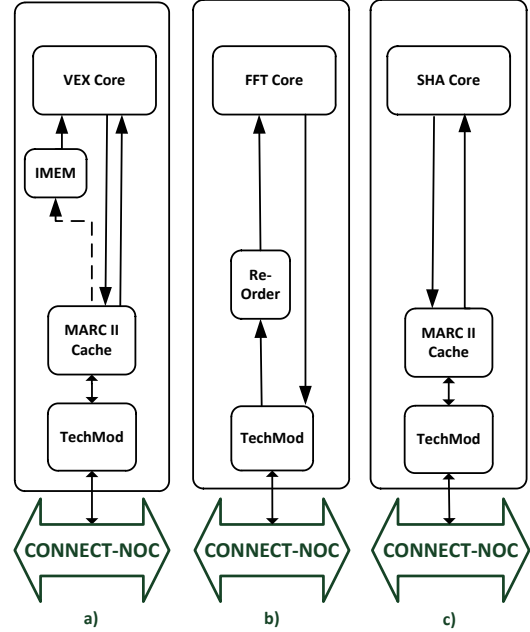 VEX Core
IMEM
MARC II
Cache
TechMod
CONNECT-NOC
a)
FFT Core
Re-
Order
TechMod
CONNECT-NOC
b)
SHA Core
MARC II
Cache
TechMod
CONNECT-NOC
c)